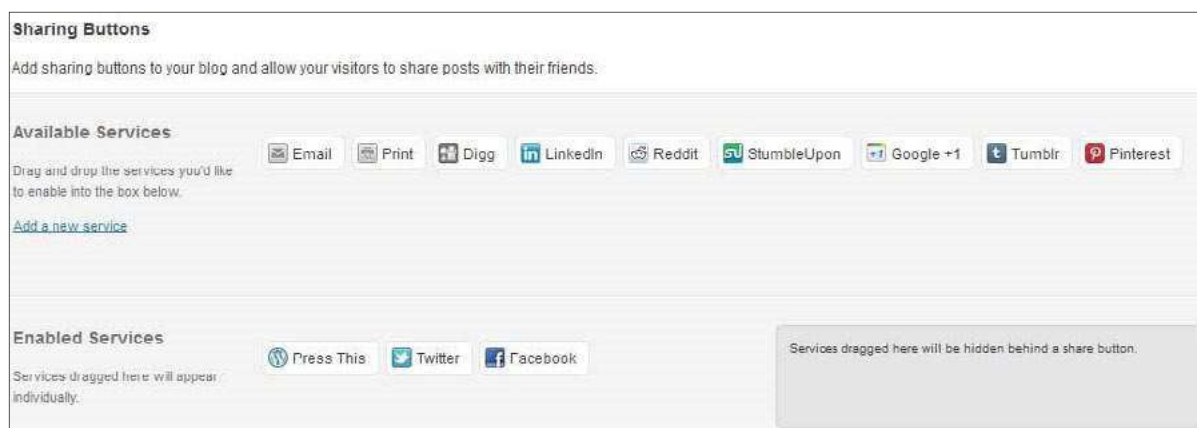 Sharing Buttons
Add sharing buttons to your blog and allow your visitors to share posts with their friends.
Available Services
Email Print Digg LinkedIn Reddit StumbleUpon Google +1 Tumblr Pinterest
Drag and drop the services you'd like
to enable into the box below.
Add a new service
Enabled Services
Press This Twitter Facebook
Services dragged here will appear
individually.
Services dragged here will be hidden behind a share button.